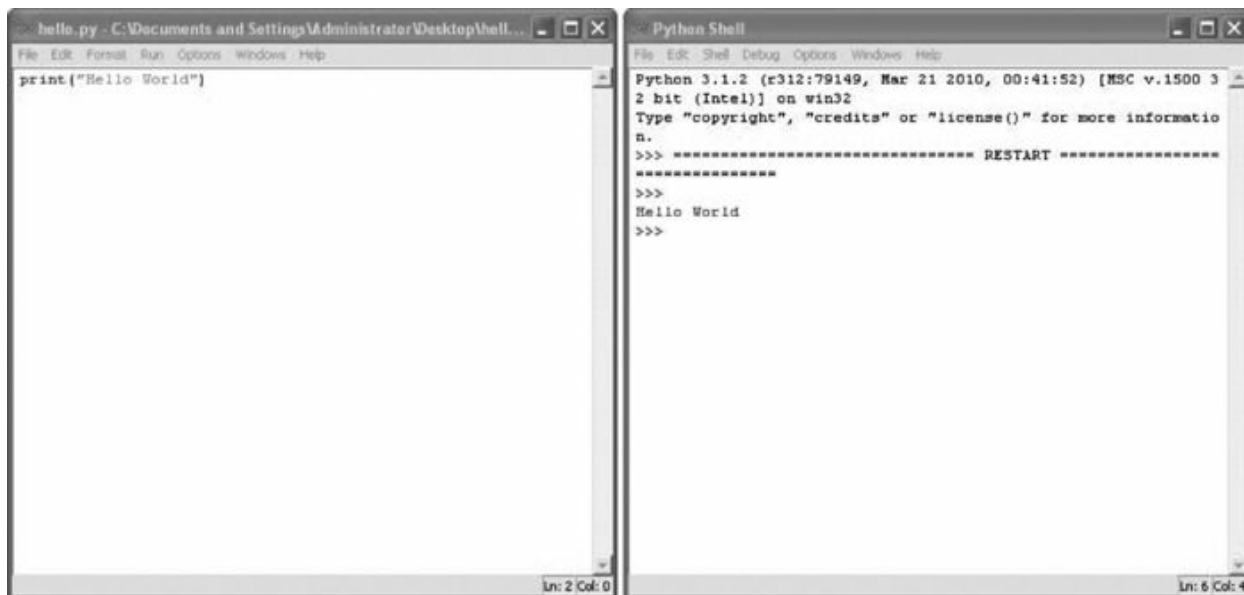 hello.py - C:\Documents and Settings\Administrator\Desktop\hell...
File Edit Format Run Options Windows Help
print("Hello World")
Ln: 2 Col: 0
Python Shell
File Edit Shell Debug Options Windows Help
Python 3.1.2 (r312:79149, Mar 21 2010, 00:41:52) [MSC v.1500 3
2 bit (Intel)] on win32
Type "copyright", "credits" or "license()" for more informatio
n.
>>> ================================ RESTART =================
===============
>>>
Hello World
>>>
Ln: 6 Col: 4